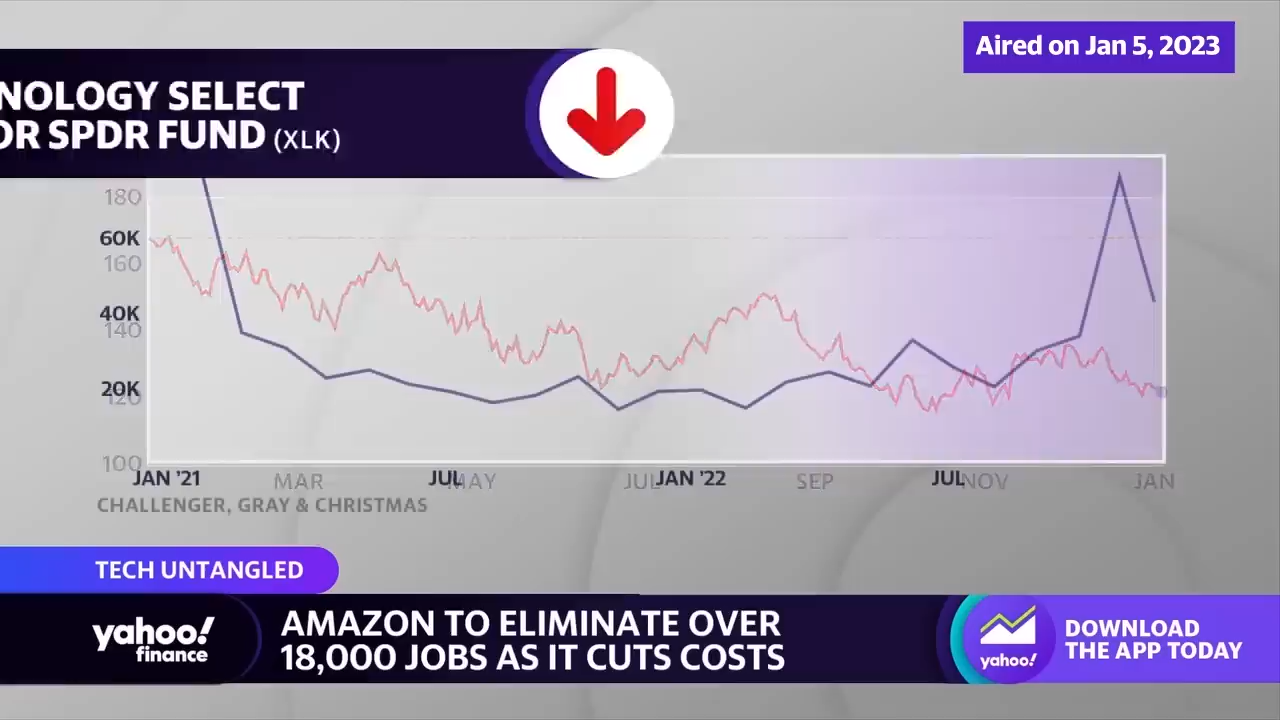 Aired on Jan 5, 2023
NOLOGY SELECT
OR SPDR FUND (XLK)
180
60K
160
40K
140
20K
120
100
JAN '21 MAR JUL MAY JUL JAN '22 SEP JUL NOV JAN
CHALLENGER, GRAY & CHRISTMAS
TECH UNTANGLED
yahoo!
finance
AMAZON TO ELIMINATE OVER
18,000 JOBS AS IT CUTS COSTS
yahoo!
DOWNLOAD
THE APP TODAY